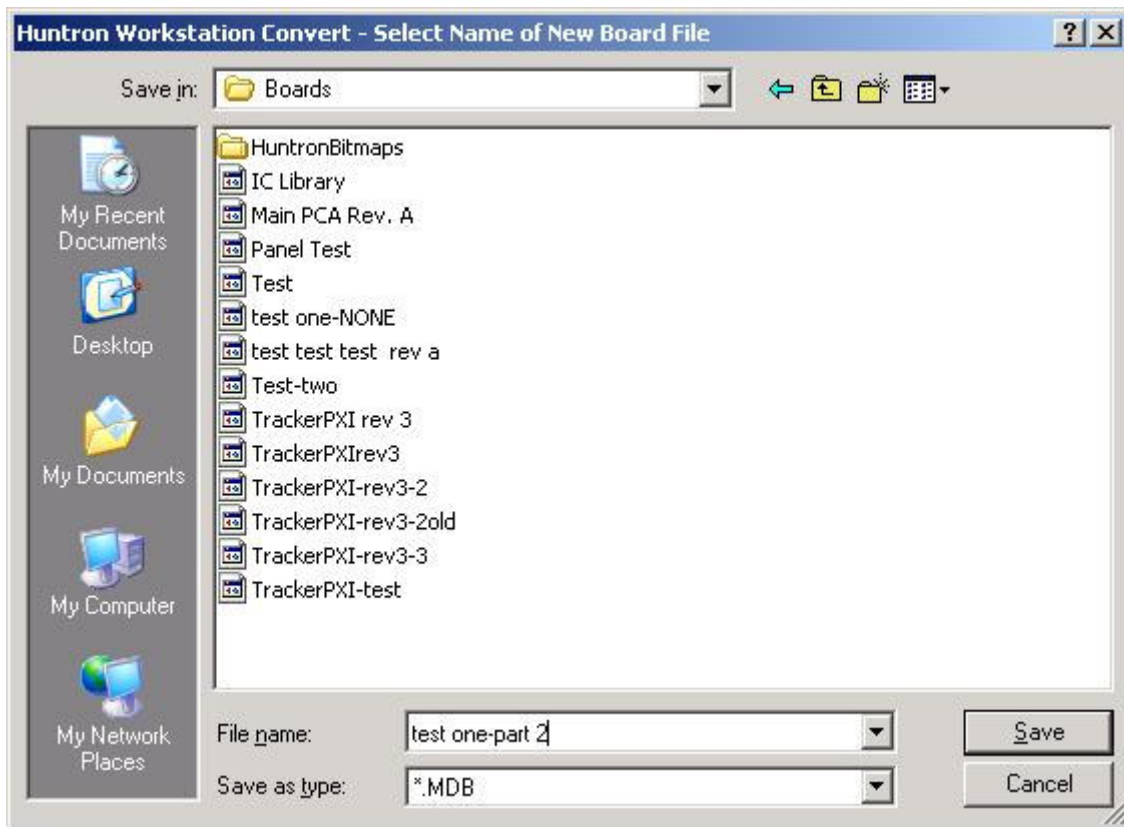 Huntron Workstation Convert - Select Name of New Board File
Save in:
Boards
My Recent
Documents
Desktop
My Documents
My Computer
My Network
Places
HuntronBitmaps
IC Library
Main PCA Rev. A
Panel Test
Test
test one-NONE
test test test  rev a
Test-two
TrackerPXI rev 3
TrackerPXIrev3
TrackerPXI-rev3-2
TrackerPXI-rev3-2old
TrackerPXI-rev3-3
TrackerPXI-test
File name:
test one-part 2
Save
Save as type:
*.MDB
Cancel